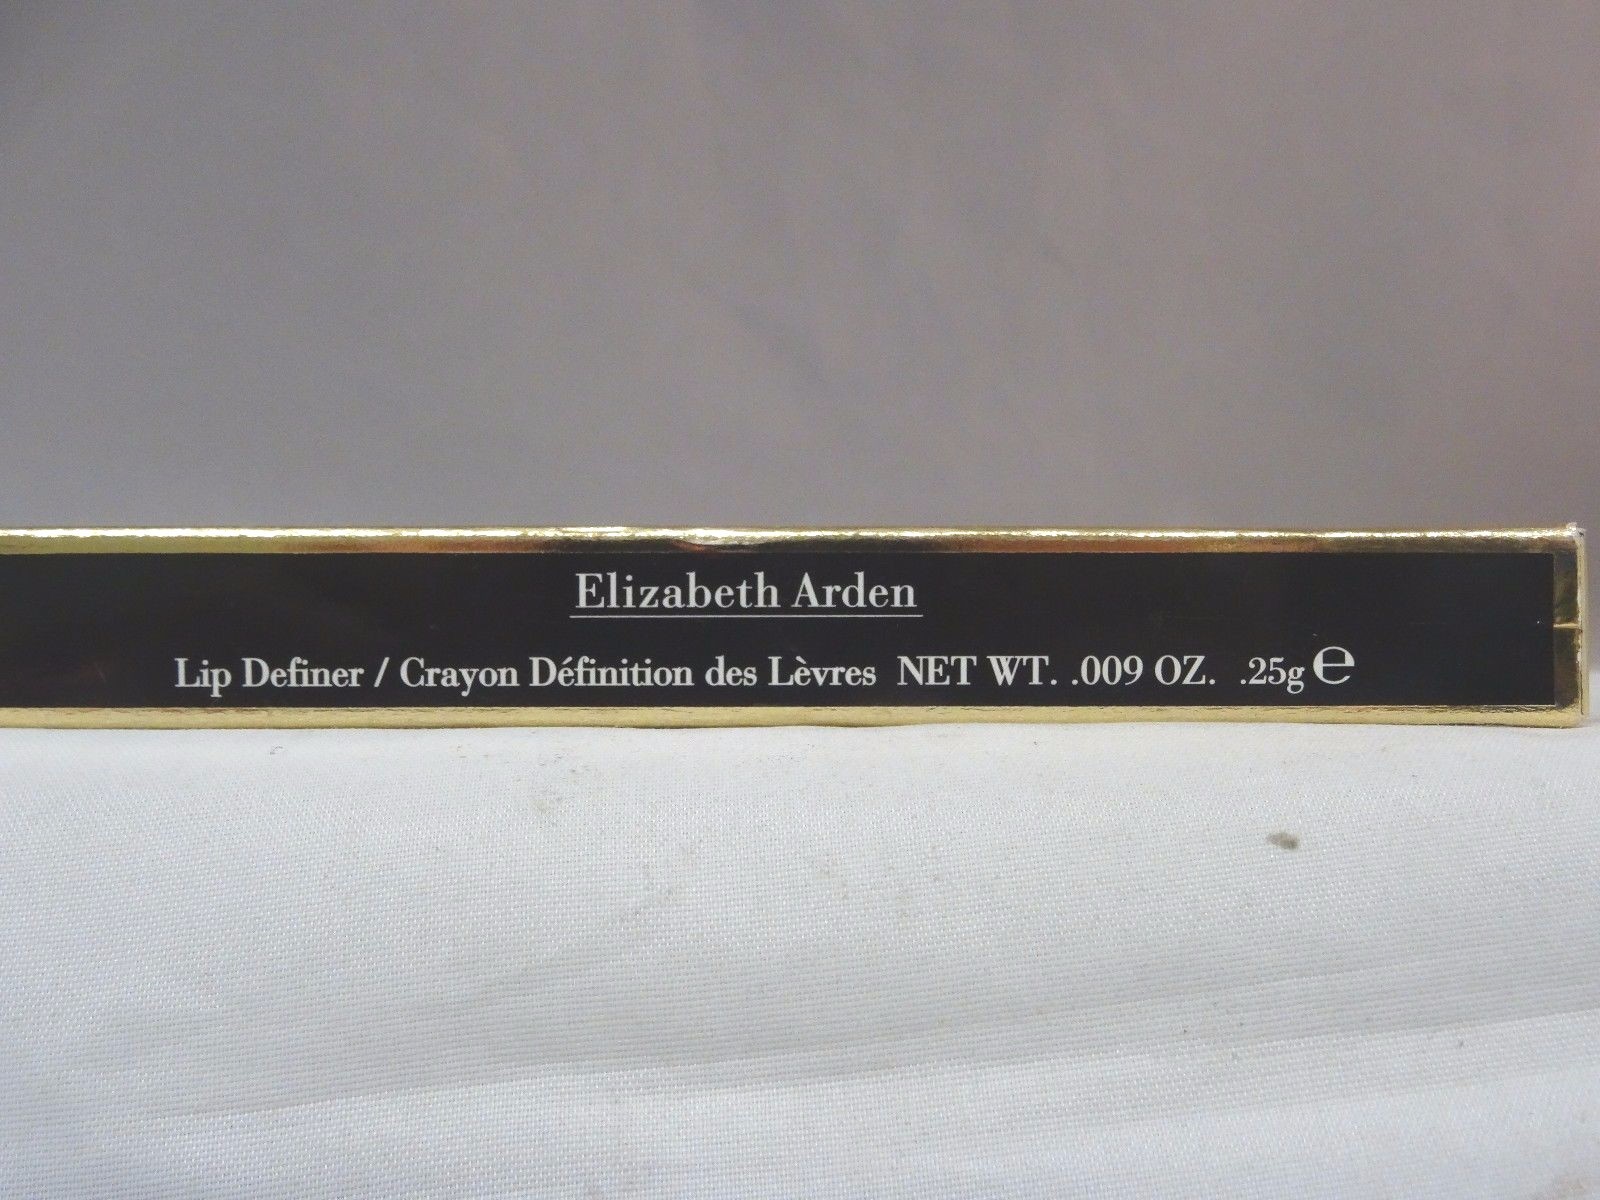 Elizabeth Arden
Lip Definer / Crayon Définition des Lèvres NET WT. .009 OZ. .25g ℮